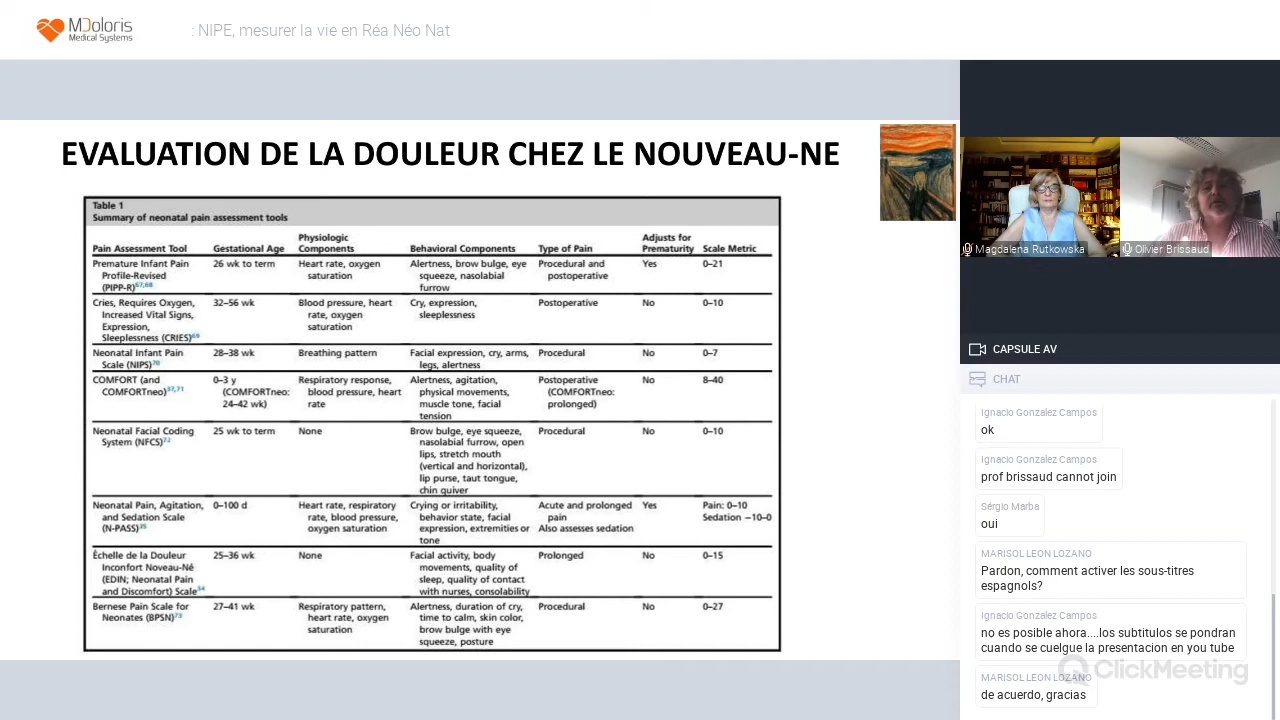 MDoloris
Medical Systems
: NIPE, mesurer la vie en Réa Néo Nat
EVALUATION DE LA DOULEUR CHEZ LE NOUVEAU-NE
Table 1
Summary of neonatal pain assessment tools
Pain Assessment Tool Gestational Age Physiologic Components Behavioral Components Type of Pain Adjusts for Prematurity Scale Metric
Premature Infant Pain 26 wk to term Heart rate, oxygen Alertness, brow bulge, eye Procedural and Yes 0–21
Profile-Revised saturation squeeze, nasolabial postoperative
(PIPP-R)67,68 furrow
Cries, Requires Oxygen, 32–56 wk Blood pressure, heart Cry, expression, Postoperative No 0–10
Increased Vital Signs, rate, oxygen sleeplessness
Expression, saturation
Sleeplessness (CRIES)69
Neonatal Infant Pain 28–38 wk Breathing pattern Facial expression, cry, arms, Procedural No 0–7
Scale (NIPS)70 legs, alertness
COMFORT (and 0–3 y Respiratory response, Alertness, agitation, Postoperative No 8–40
COMFORTneo)37,71 (COMFORTneo: blood pressure, heart physical movements, (COMFORTneo:
24–42 wk) rate muscle tone, facial prolonged)
tension
Neonatal Facial Coding 25 wk to term None Brow bulge, eye squeeze, Procedural No 0–10
System (NFCS)72 nasolabial furrow, open
lips, stretch mouth
(vertical and horizontal),
lip purse, taut tongue,
chin quiver
Neonatal Pain, Agitation, 0–100 d Heart rate, respiratory Crying or irritability, Acute and prolonged Yes Pain: 0–10
and Sedation Scale rate, blood pressure, behavior state, facial pain Sedation −10–0
(N-PASS)35 oxygen saturation expression, extremities or Also assesses sedation
tone
Échelle de la Douleur 25–36 wk None Facial activity, body Prolonged No 0–15
Inconfort Noveau-Né movements, quality of
(EDIN; Neonatal Pain sleep, quality of contact
and Discomfort) Scale54 with nurses, consolability
Bernese Pain Scale for 27–41 wk Respiratory pattern, Alertness, duration of cry, Procedural No 0–27
Neonates (BPSN)73 heart rate, oxygen time to calm, skin color,
saturation brow bulge with eye
squeeze, posture
Magdalena Rutkowska
Olivier Brissaud
CAPSULE AV
CHAT
Ignacio Gonzalez Campos
ok
Ignacio Gonzalez Campos
prof brissaud cannot join
Sérgio Marba
oui
MARISOL LEON LOZANO
Pardon, comment activer les sous-titres
espagnols?
Ignacio Gonzalez Campos
no es posible ahora....los subtitulos se pondran
cuando se cuelgue la presentacion en you tube
ClickMeeting
MARISOL LEON LOZANO
de acuerdo, gracias